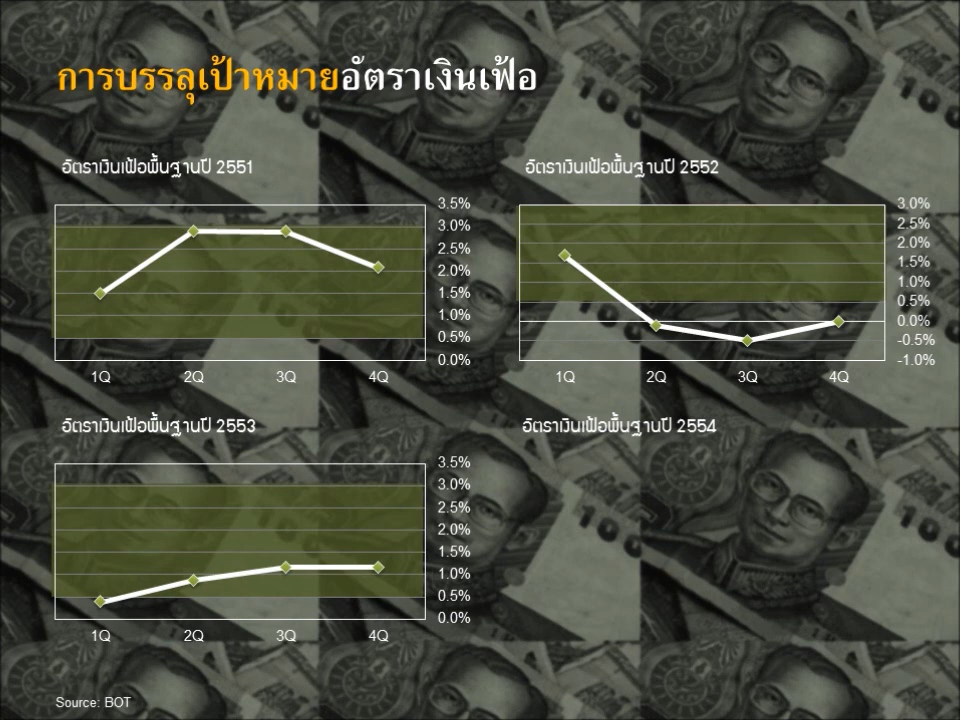 การบรรลุเป้าหมายอัตราเงินเฟ้อ
อัตราเงินเฟ้อพื้นฐานปี 2551
3.5%
3.0%
2.5%
2.0%
1.5%
1.0%
0.5%
0.0%
1Q 2Q 3Q 4Q
อัตราเงินเฟ้อพื้นฐานปี 2552
3.0%
2.5%
2.0%
1.5%
1.0%
0.5%
0.0%
-0.5%
-1.0%
1Q 2Q 3Q 4Q
อัตราเงินเฟ้อพื้นฐานปี 2553
3.5%
3.0%
2.5%
2.0%
1.5%
1.0%
0.5%
0.0%
1Q 2Q 3Q 4Q
อัตราเงินเฟ้อพื้นฐานปี 2554
Source: BOT